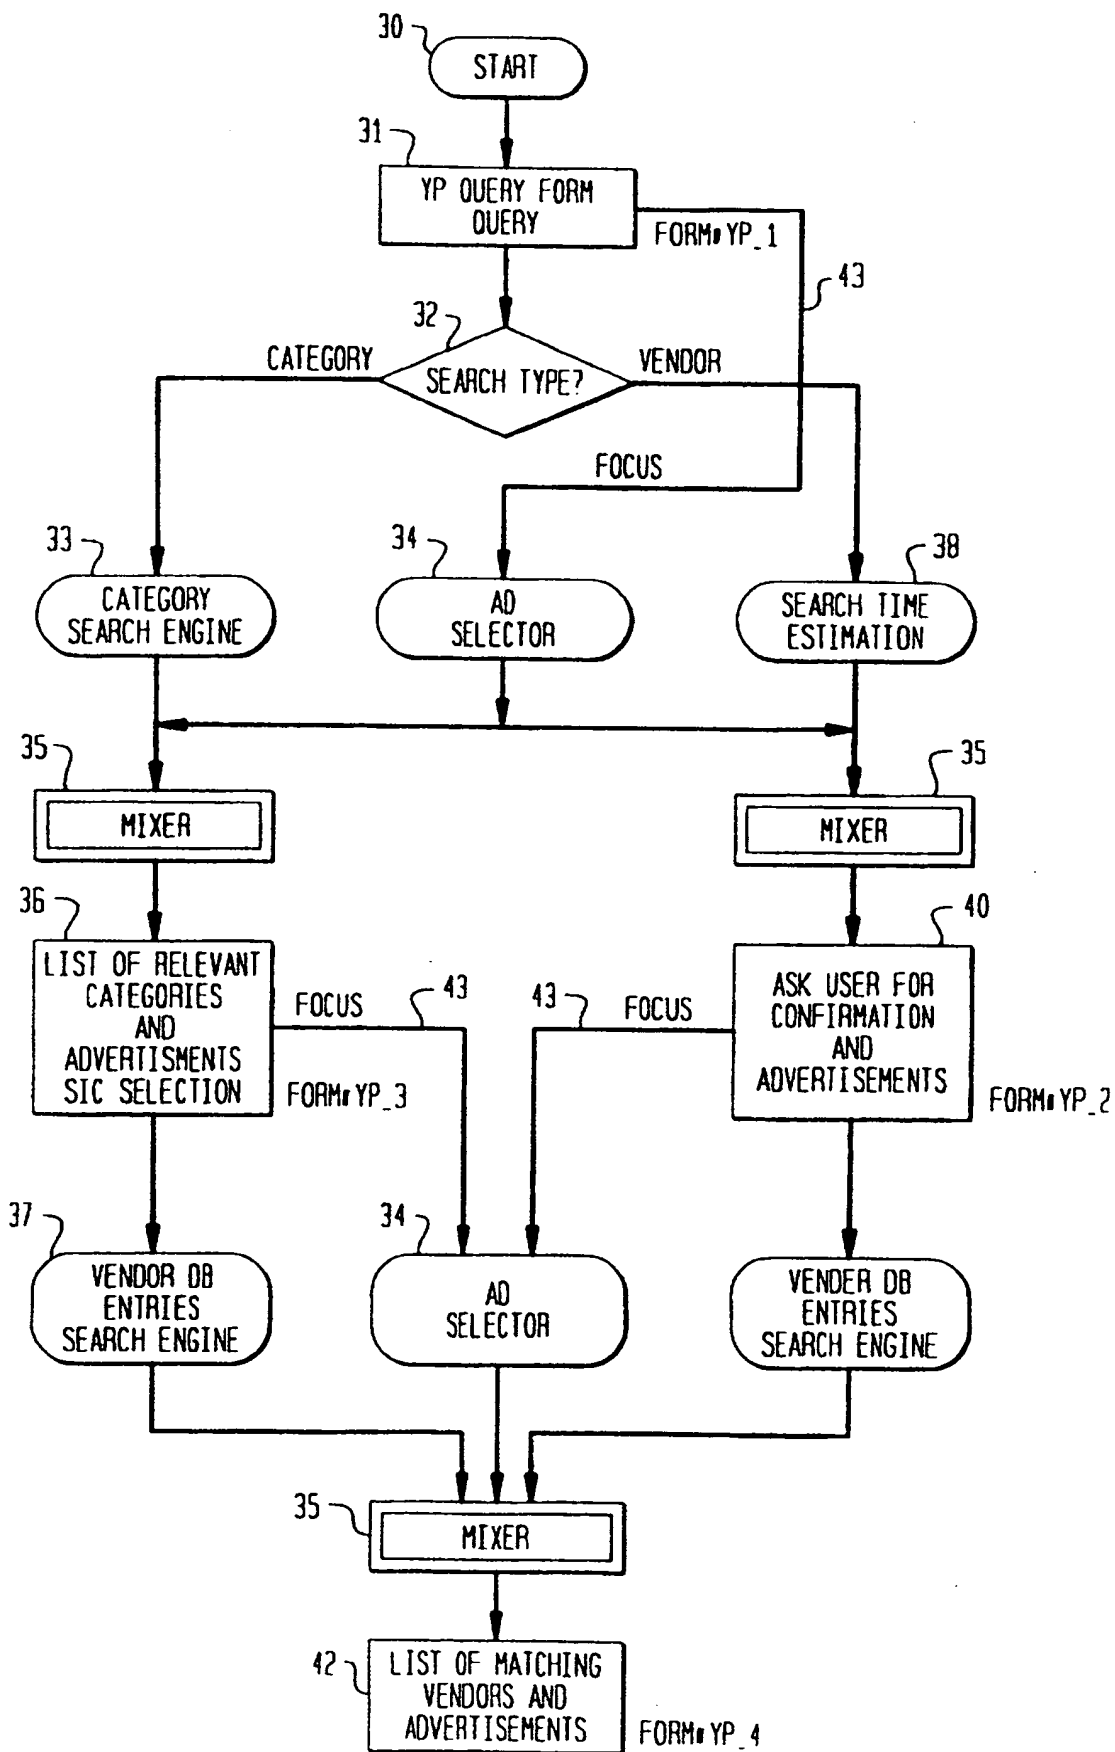 30
START
31
YP QUERY FORM
QUERY
FORM# YP_1
43
32
CATEGORY
SEARCH TYPE?
VENDOR
FOCUS
33
CATEGORY
SEARCH ENGINE
34
AD
SELECTOR
38
SEARCH TIME
ESTIMATION
35
MIXER
35
MIXER
36
LIST OF RELEVANT
CATEGORIES
AND
ADVERTISMENTS
SIC SELECTION
FORM# YP_3
FOCUS
43
43
FOCUS
40
ASK USER FOR
CONFIRMATION
AND
ADVERTISEMENTS
FORM# YP_2
37
VENDOR DB
ENTRIES
SEARCH ENGINE
34
AD
SELECTOR
VENDER DB
ENTRIES
SEARCH ENGINE
35
MIXER
42
LIST OF MATCHING
VENDORS AND
ADVERTISEMENTS
FORM# YP_4